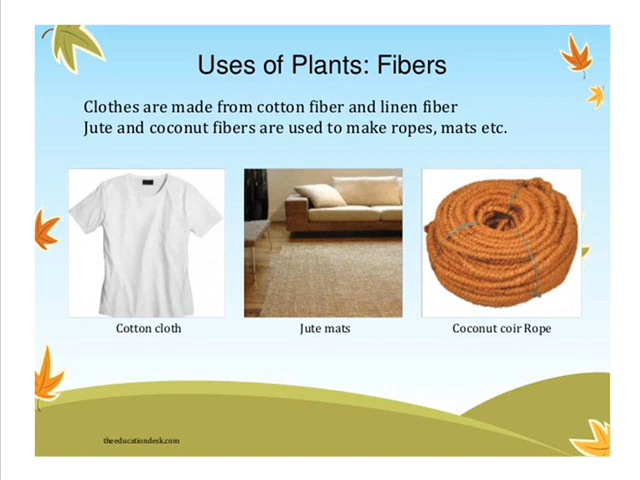 Uses of Plants: Fibers
Clothes are made from cotton fiber and linen fiber
Jute and coconut fibers are used to make ropes, mats etc.
Cotton cloth
Jute mats
Coconut coir Rope
theeducationdesk.com